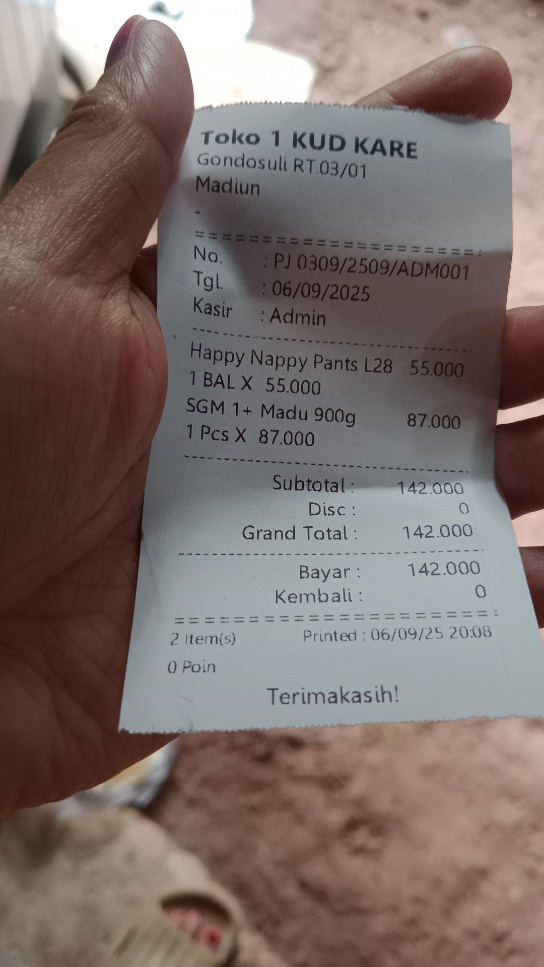 Toko 1 KUD KARE
Gondosuli RT.03/01
Madiun
-
==========================
No. : PJ 0309/2509/ADM001
Tgl. : 06/09/2025
Kasir : Admin
--------------------------------
Happy Nappy Pants L28 55.000
1 BAL X 55.000
SGM 1+ Madu 900g 87.000
1 Pcs X 87.000
--------------------------------
Subtotal : 142.000
Disc : 0
Grand Total : 142.000
--------------------------------
Bayar : 142.000
Kembali : 0
==========================
2 Item(s) Printed : 06/09/25 20:08
0 Poin
Terimakasih!